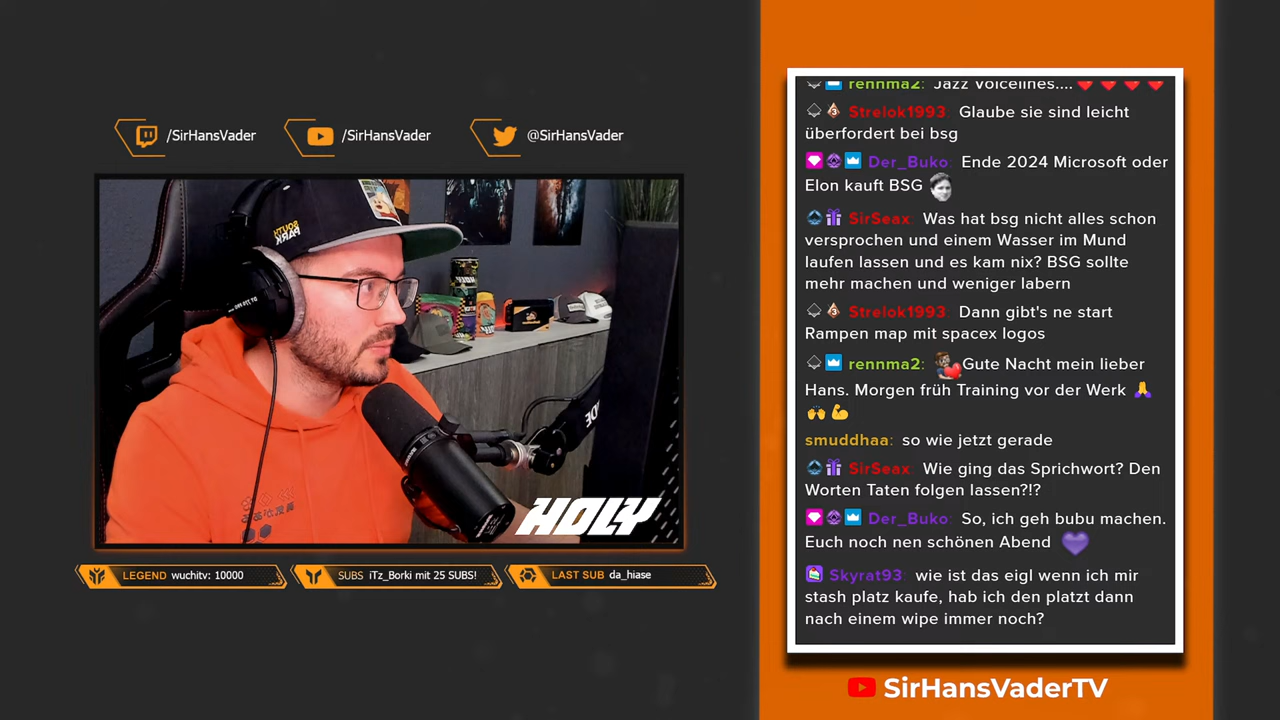 /SirHansVader
/SirHansVader
@SirHansVader
SOUTH
PARK
HOLY
LEGEND wuchitv: 10000
SUBS iTz_Borki mit 25 SUBS!
LAST SUB da_hiase
rennma2: Jazz Voicelines....
Strelok1993: Glaube sie sind leicht
überfordert bei bsg
Der_Buko: Ende 2024 Microsoft oder
Elon kauft BSG
SirSeax: Was hat bsg nicht alles schon
versprochen und einem Wasser im Mund
laufen lassen und es kam nix? BSG sollte
mehr machen und weniger labern
Strelok1993: Dann gibt's ne start
Rampen map mit spacex logos
rennma2: Gute Nacht mein lieber
Hans. Morgen früh Training vor der Werk
smuddhaa: so wie jetzt gerade
SirSeax: Wie ging das Sprichwort? Den
Worten Taten folgen lassen?!?
Der_Buko: So, ich geh bubu machen.
Euch noch nen schönen Abend
Skyrat93: wie ist das eigl wenn ich mir
stash platz kaufe, hab ich den platzt dann
nach einem wipe immer noch?
SirHansVaderTV